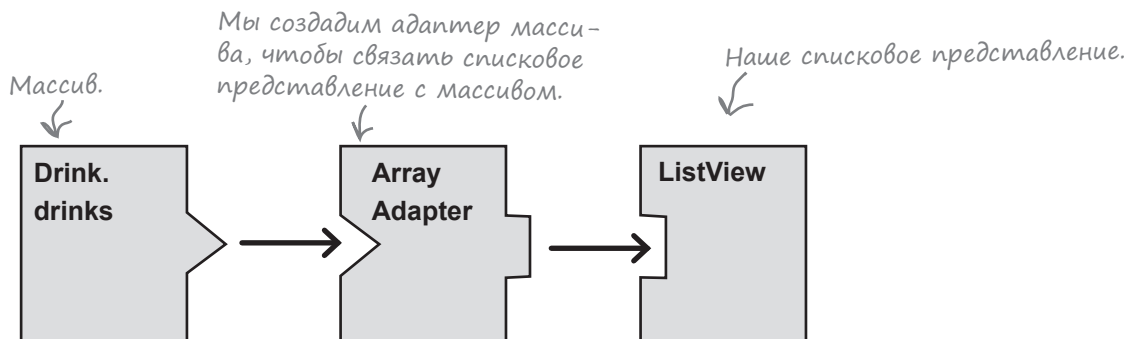 Массив.
Мы создадим адаптер масси-
ва, чтобы связать списковое
представление с массивом.
Наше списковое представление.
Drink.
drinks
Array
Adapter
ListView